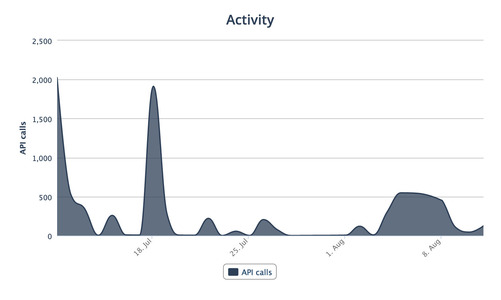 Activity
2,500
2,000
1,500
1,000
500
0
API calls
18. Jul
25. Jul
1. Aug
8. Aug
API calls